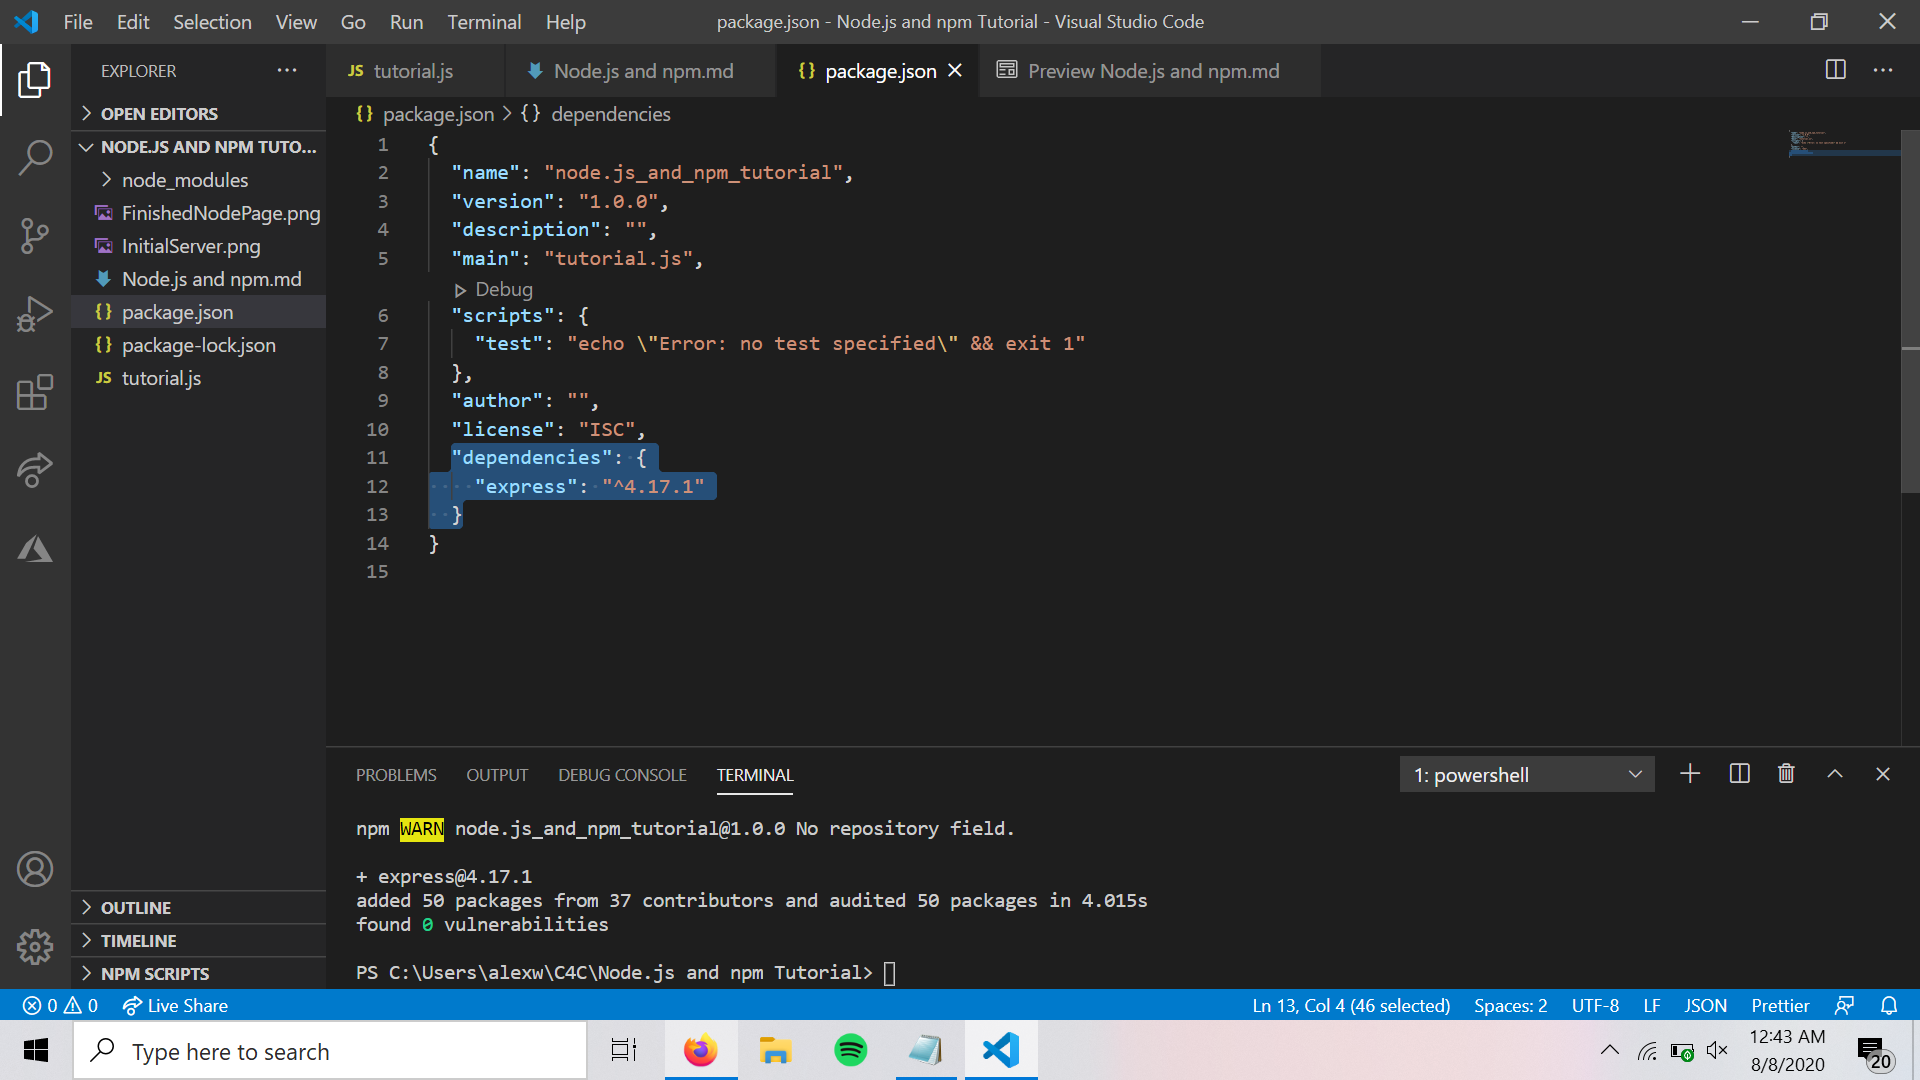 File Edit Selection View Go Run Terminal Help
package.json - Node.js and npm Tutorial - Visual Studio Code
EXPLORER
OPEN EDITORS
NODE.JS AND NPM TUTO...
node_modules
FinishedNodePage.png
InitialServer.png
Node.js and npm.md
{} package.json
{} package-lock.json
JS tutorial.js
OUTLINE
TIMELINE
NPM SCRIPTS
JS tutorial.js
Node.js and npm.md
{} package.json
Preview Node.js and npm.md
{} package.json > {} dependencies
1 {
2 "name": "node.js_and_npm_tutorial",
3 "version": "1.0.0",
4 "description": "",
5 "main": "tutorial.js",
Debug
6 "scripts": {
7 "test": "echo \"Error: no test specified\" && exit 1"
8 },
9 "author": "",
10 "license": "ISC",
11 "dependencies": {
12 "express": "^4.17.1"
13 }
14 }
15
PROBLEMS OUTPUT DEBUG CONSOLE TERMINAL
1: powershell
npm WARN node.js_and_npm_tutorial@1.0.0 No repository field.
+ express@4.17.1
added 50 packages from 37 contributors and audited 50 packages in 4.015s
found 0 vulnerabilities
PS C:\Users\alexw\C4C\Node.js and npm Tutorial>
0 0 Live Share
Ln 13, Col 4 (46 selected) Spaces: 2 UTF-8 LF JSON Prettier
Type here to search
12:43 AM
8/8/2020
20